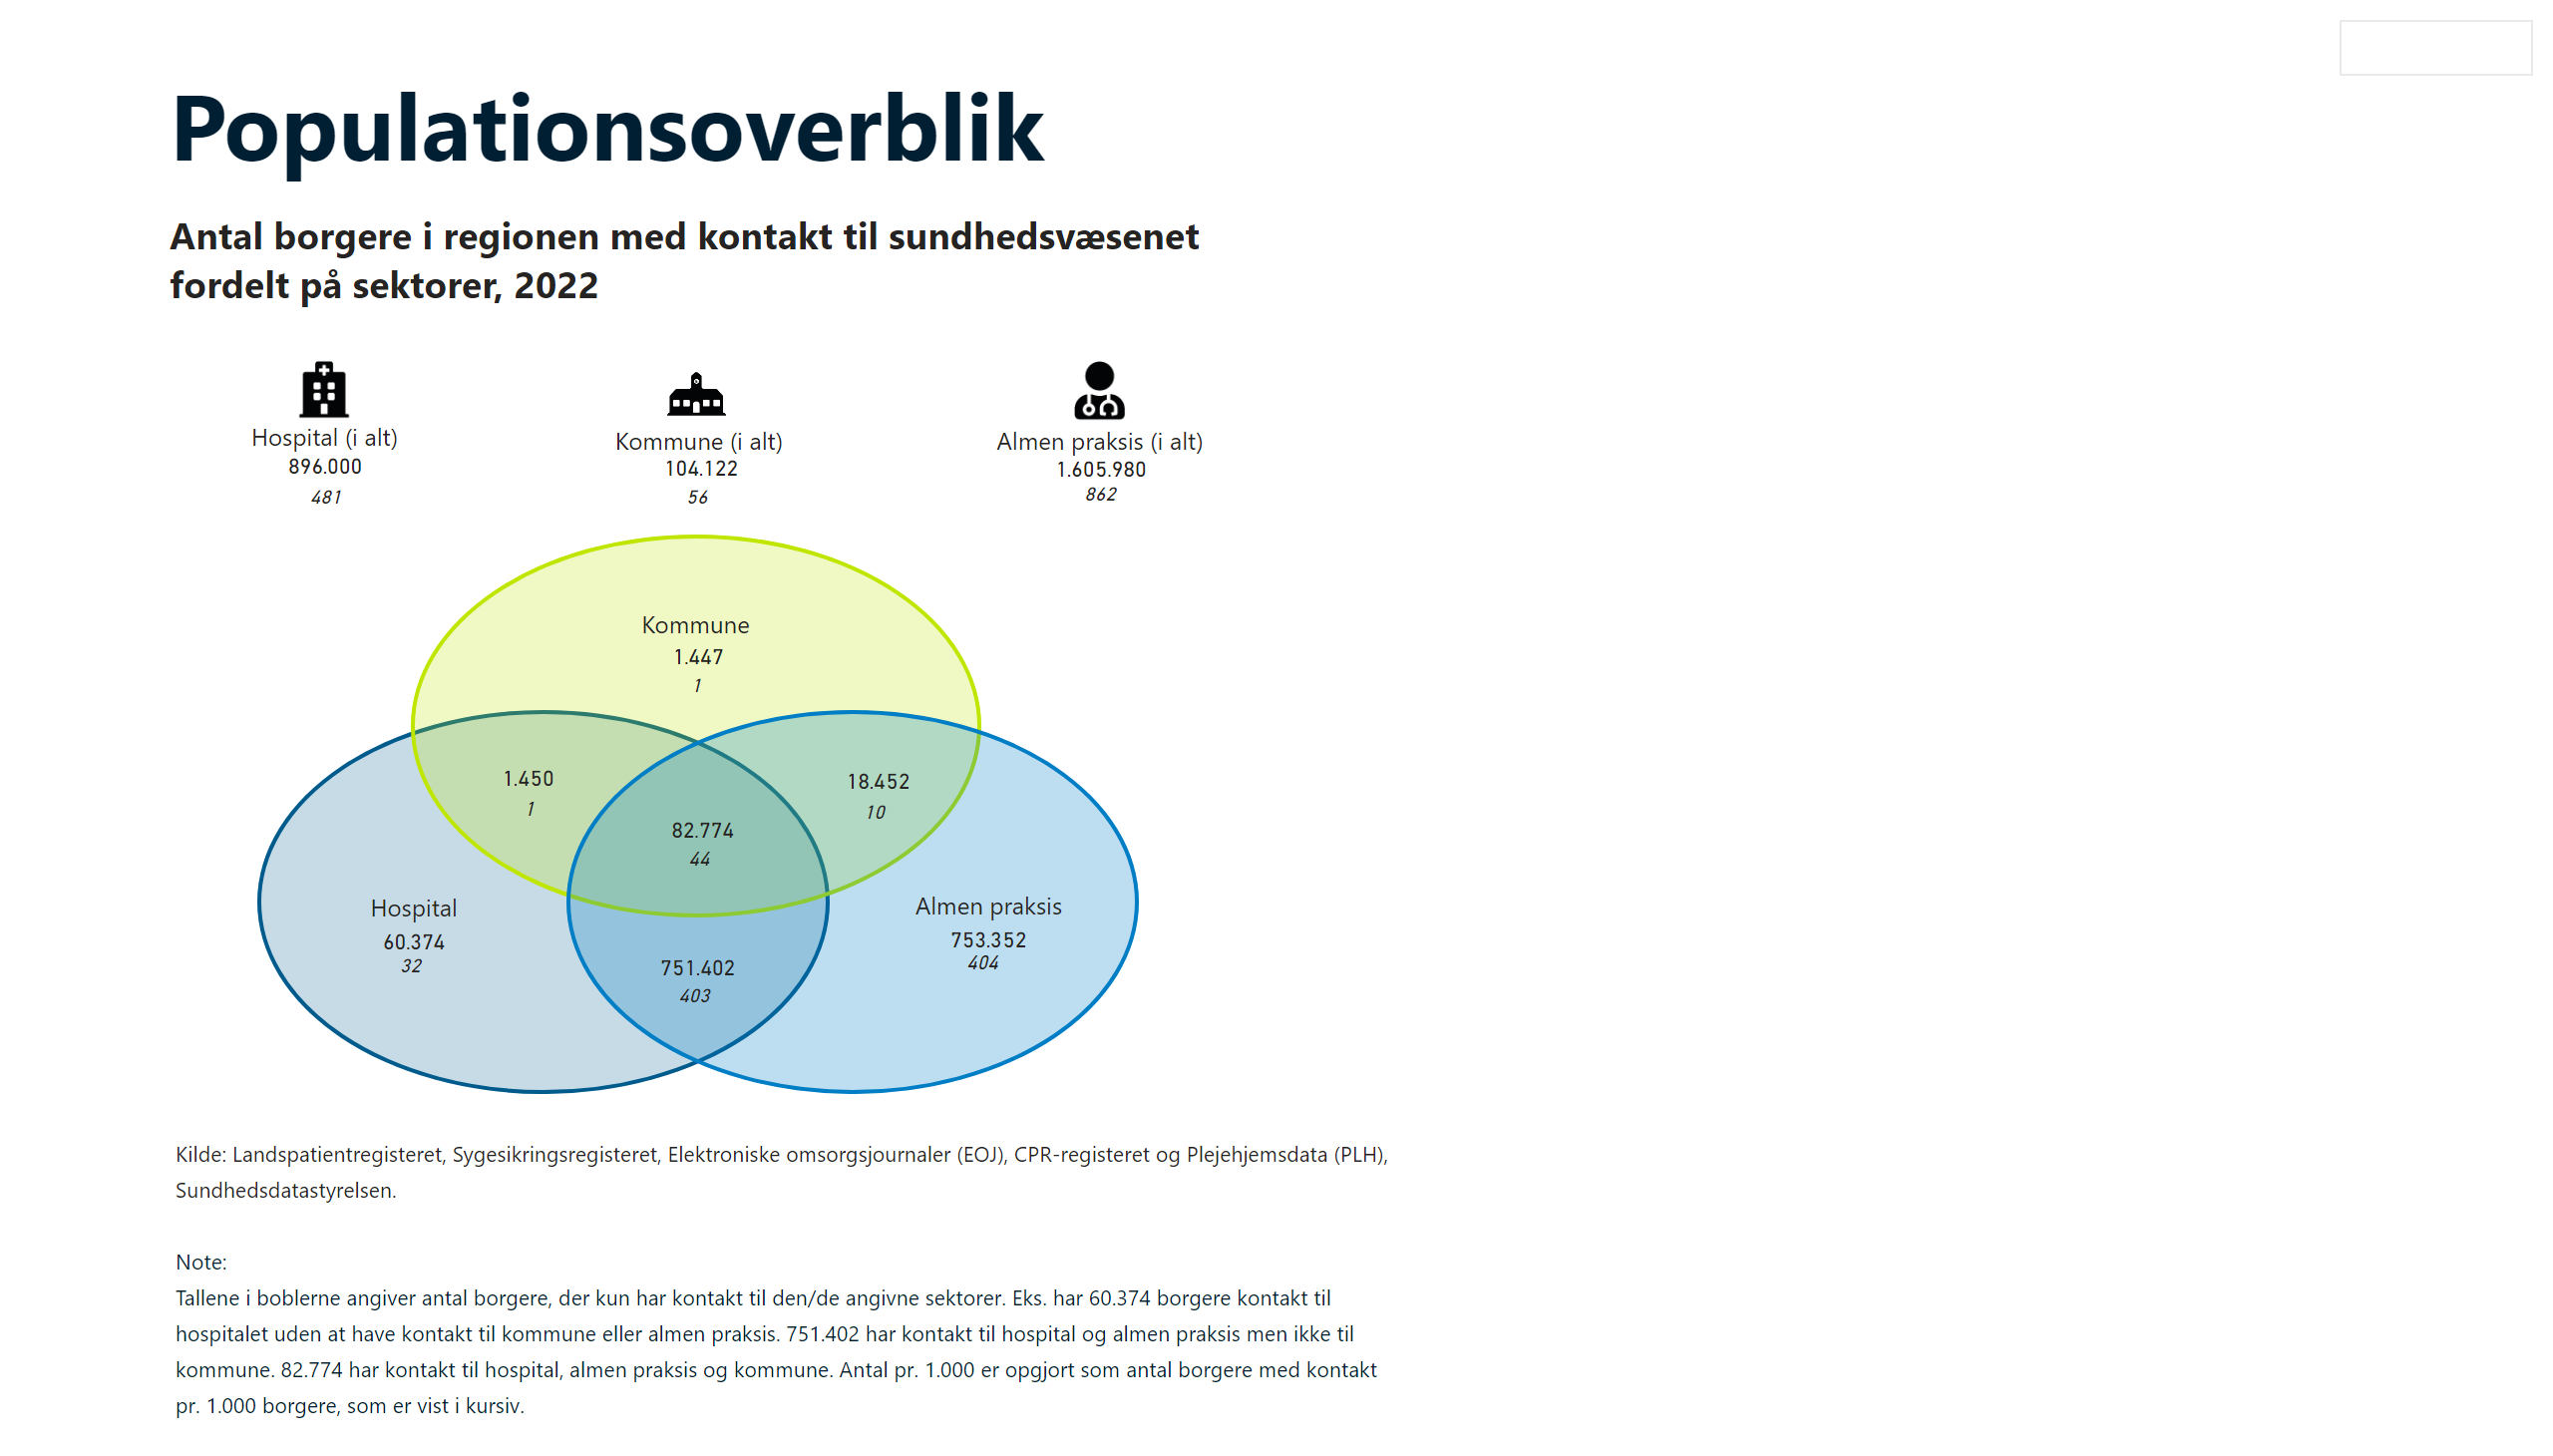 Populationsoverblik
Antal borgere i regionen med kontakt til sundhedsvæsenet
fordelt på sektorer, 2022
Hospital (i alt)
896.000
481
Kommune (i alt)
104.122
56
Almen praksis (i alt)
1.605.980
862
Kommune
1.447
1
1.450
1
18.452
10
82.774
44
Hospital
60.374
32
Almen praksis
753.352
404
751.402
403
Kilde: Landspatientregisteret, Sygesikringsregisteret, Elektroniske omsorgsjournaler (EOJ), CPR-registeret og Plejehjemsdata (PLH),
Sundhedsdatastyrelsen.
Note:
Tallene i boblerne angiver antal borgere, der kun har kontakt til den/de angivne sektorer. Eks. har 60.374 borgere kontakt til
hospitalet uden at have kontakt til kommune eller almen praksis. 751.402 har kontakt til hospital og almen praksis men ikke til
kommune. 82.774 har kontakt til hospital, almen praksis og kommune. Antal pr. 1.000 er opgjort som antal borgere med kontakt
pr. 1.000 borgere, som er vist i kursiv.